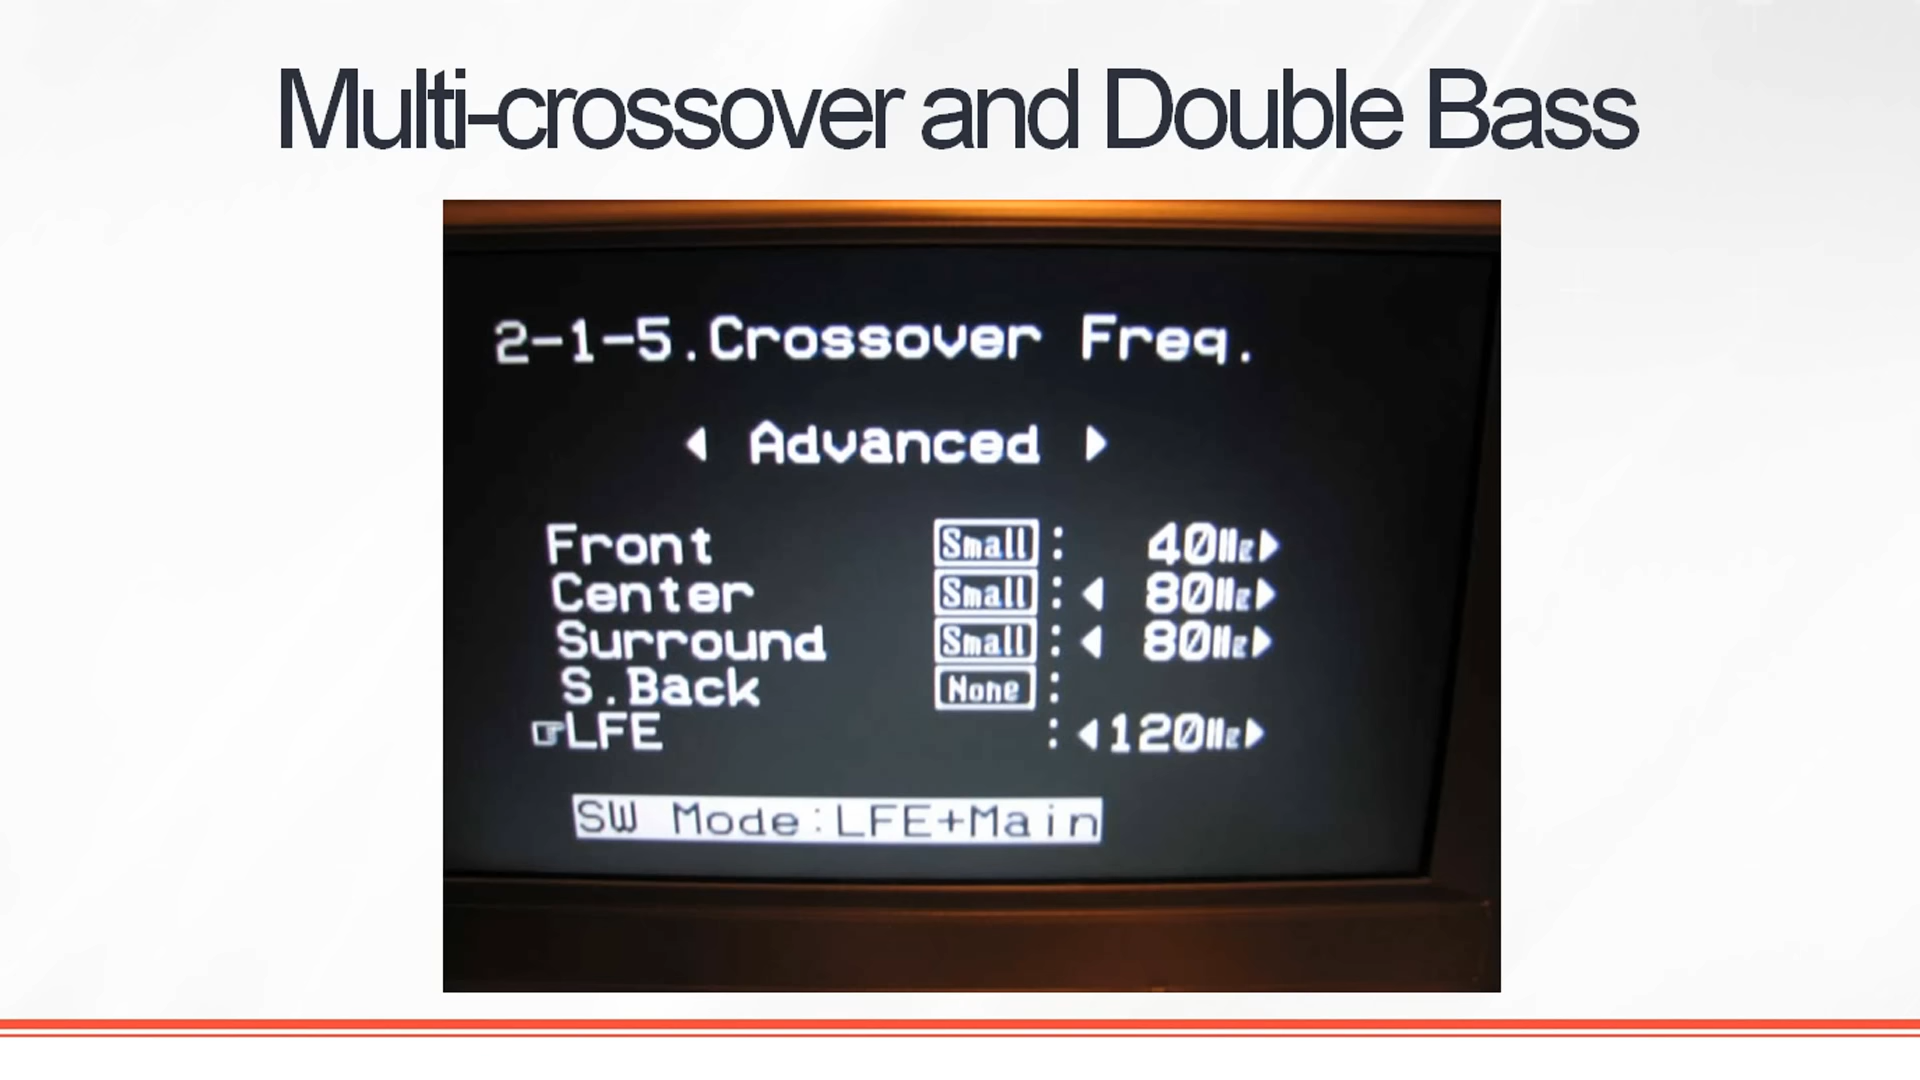 Multi-crossover and Double Bass
2-1-5.Crossover Freq.
Advanced
Front Small : 40Hz
Center Small : 80Hz
Surround Small : 80Hz
S.Back None :
LFE : 120Hz
SW Mode:LFE+Main